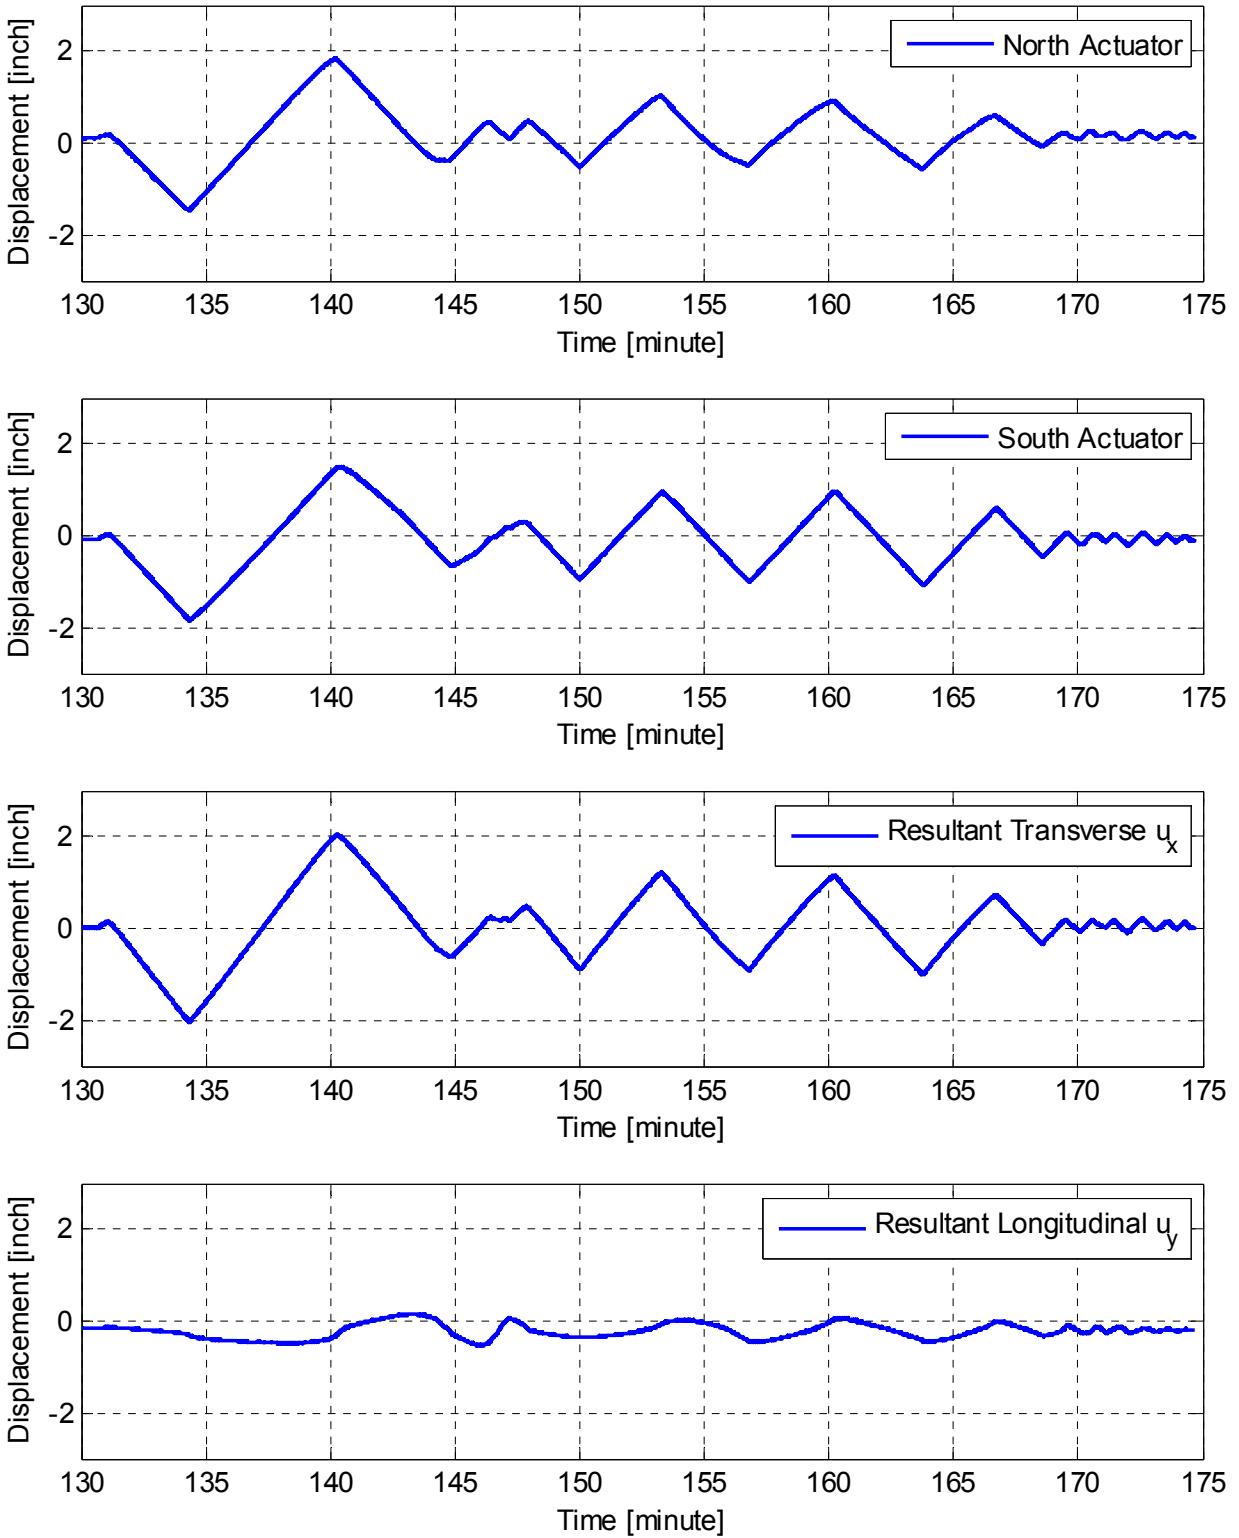 Displacement [inch]
2
0
-2
North Actuator
130 135 140 145 150 155 160 165 170 175
Time [minute]
Displacement [inch]
2
0
-2
South Actuator
130 135 140 145 150 155 160 165 170 175
Time [minute]
Displacement [inch]
2
0
-2
Resultant Transverse u_x
130 135 140 145 150 155 160 165 170 175
Time [minute]
Displacement [inch]
2
0
-2
Resultant Longitudinal u_y
130 135 140 145 150 155 160 165 170 175
Time [minute]